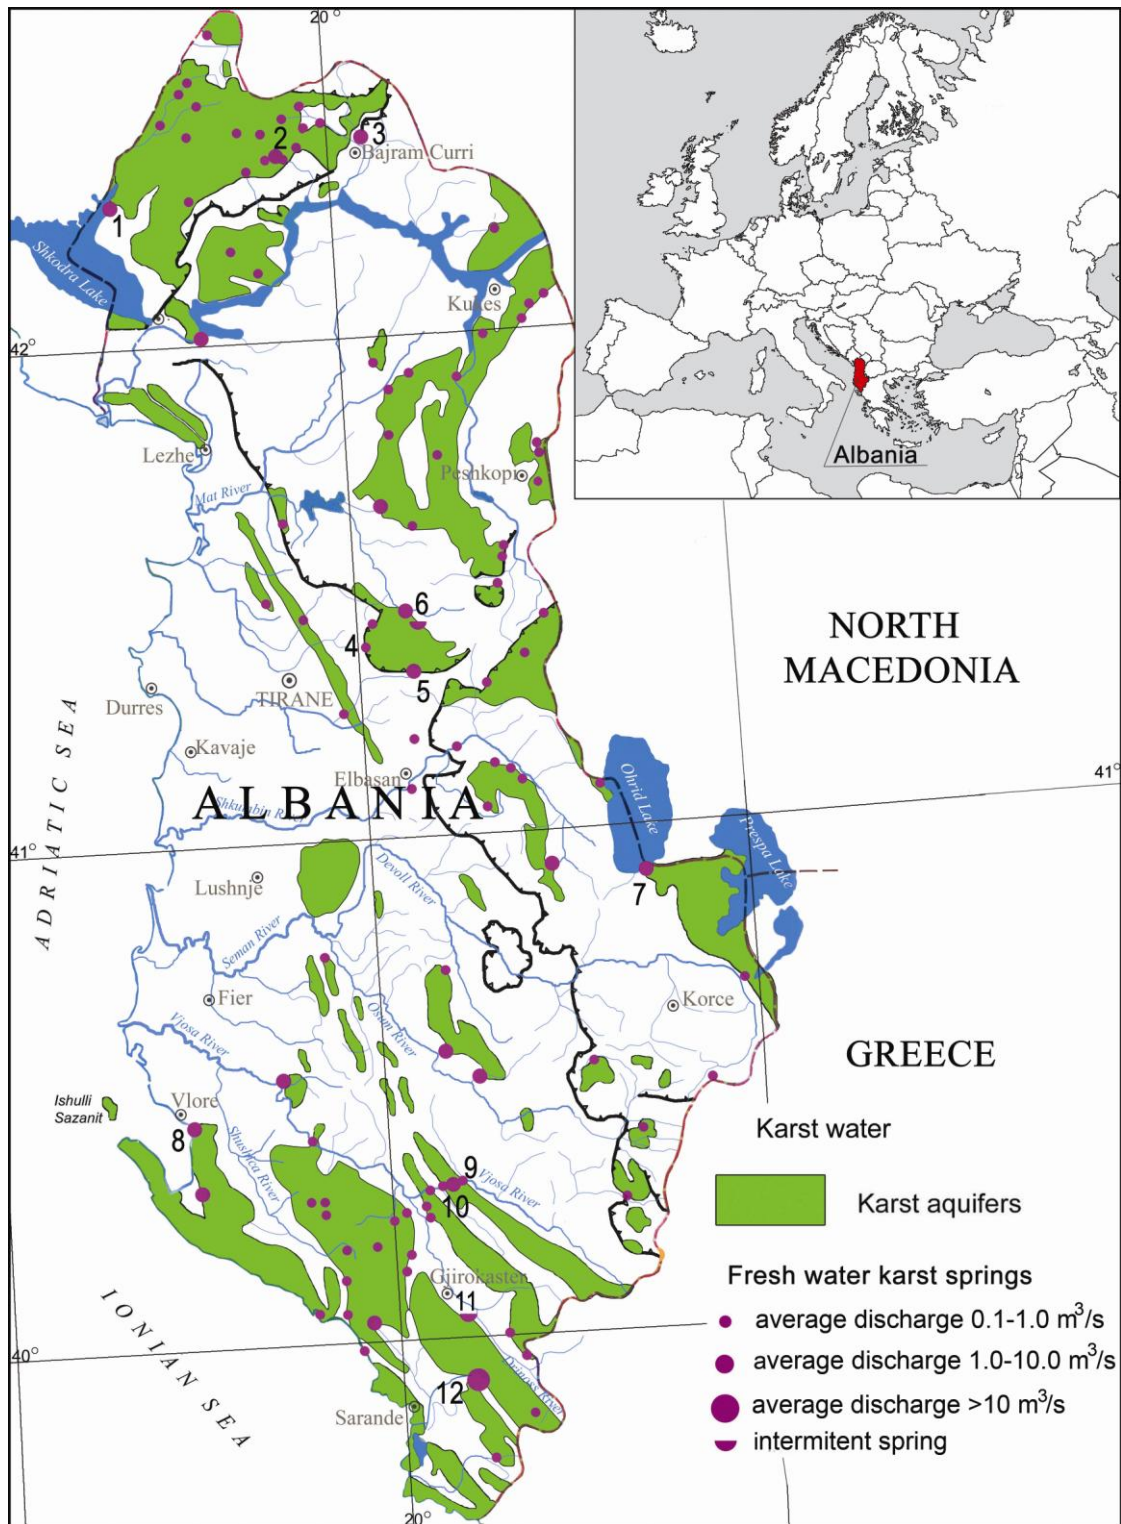 20°
3
2
Bajram Curri
1
Shkodra Lake
Kukes
42°
Albania
Lezhe
Peshkopi
Mat River
6
4
5
NORTH
MACEDONIA
TIRANE
Durres
Kavaje
Elbasan
ALBANIA
Shkumbin River
Ohrid Lake
Prespa Lake
41°
41°
7
Lushnje
Devoll River
ADRIATIC SEA
Seman River
Fier
Osum River
Korce
Vjosa River
GREECE
Ishulli
Sazanit
Vlore
8
Shushica River
9
Vjosa River
10
Karst water
Karst aquifers
Gjirokaster
11
Fresh water karst springs
average discharge 0.1-1.0 m³/s
average discharge 1.0-10.0 m³/s
average discharge >10 m³/s
intermitent spring
IONIAN SEA
40°
Drinoss River
12
Sarande
20°